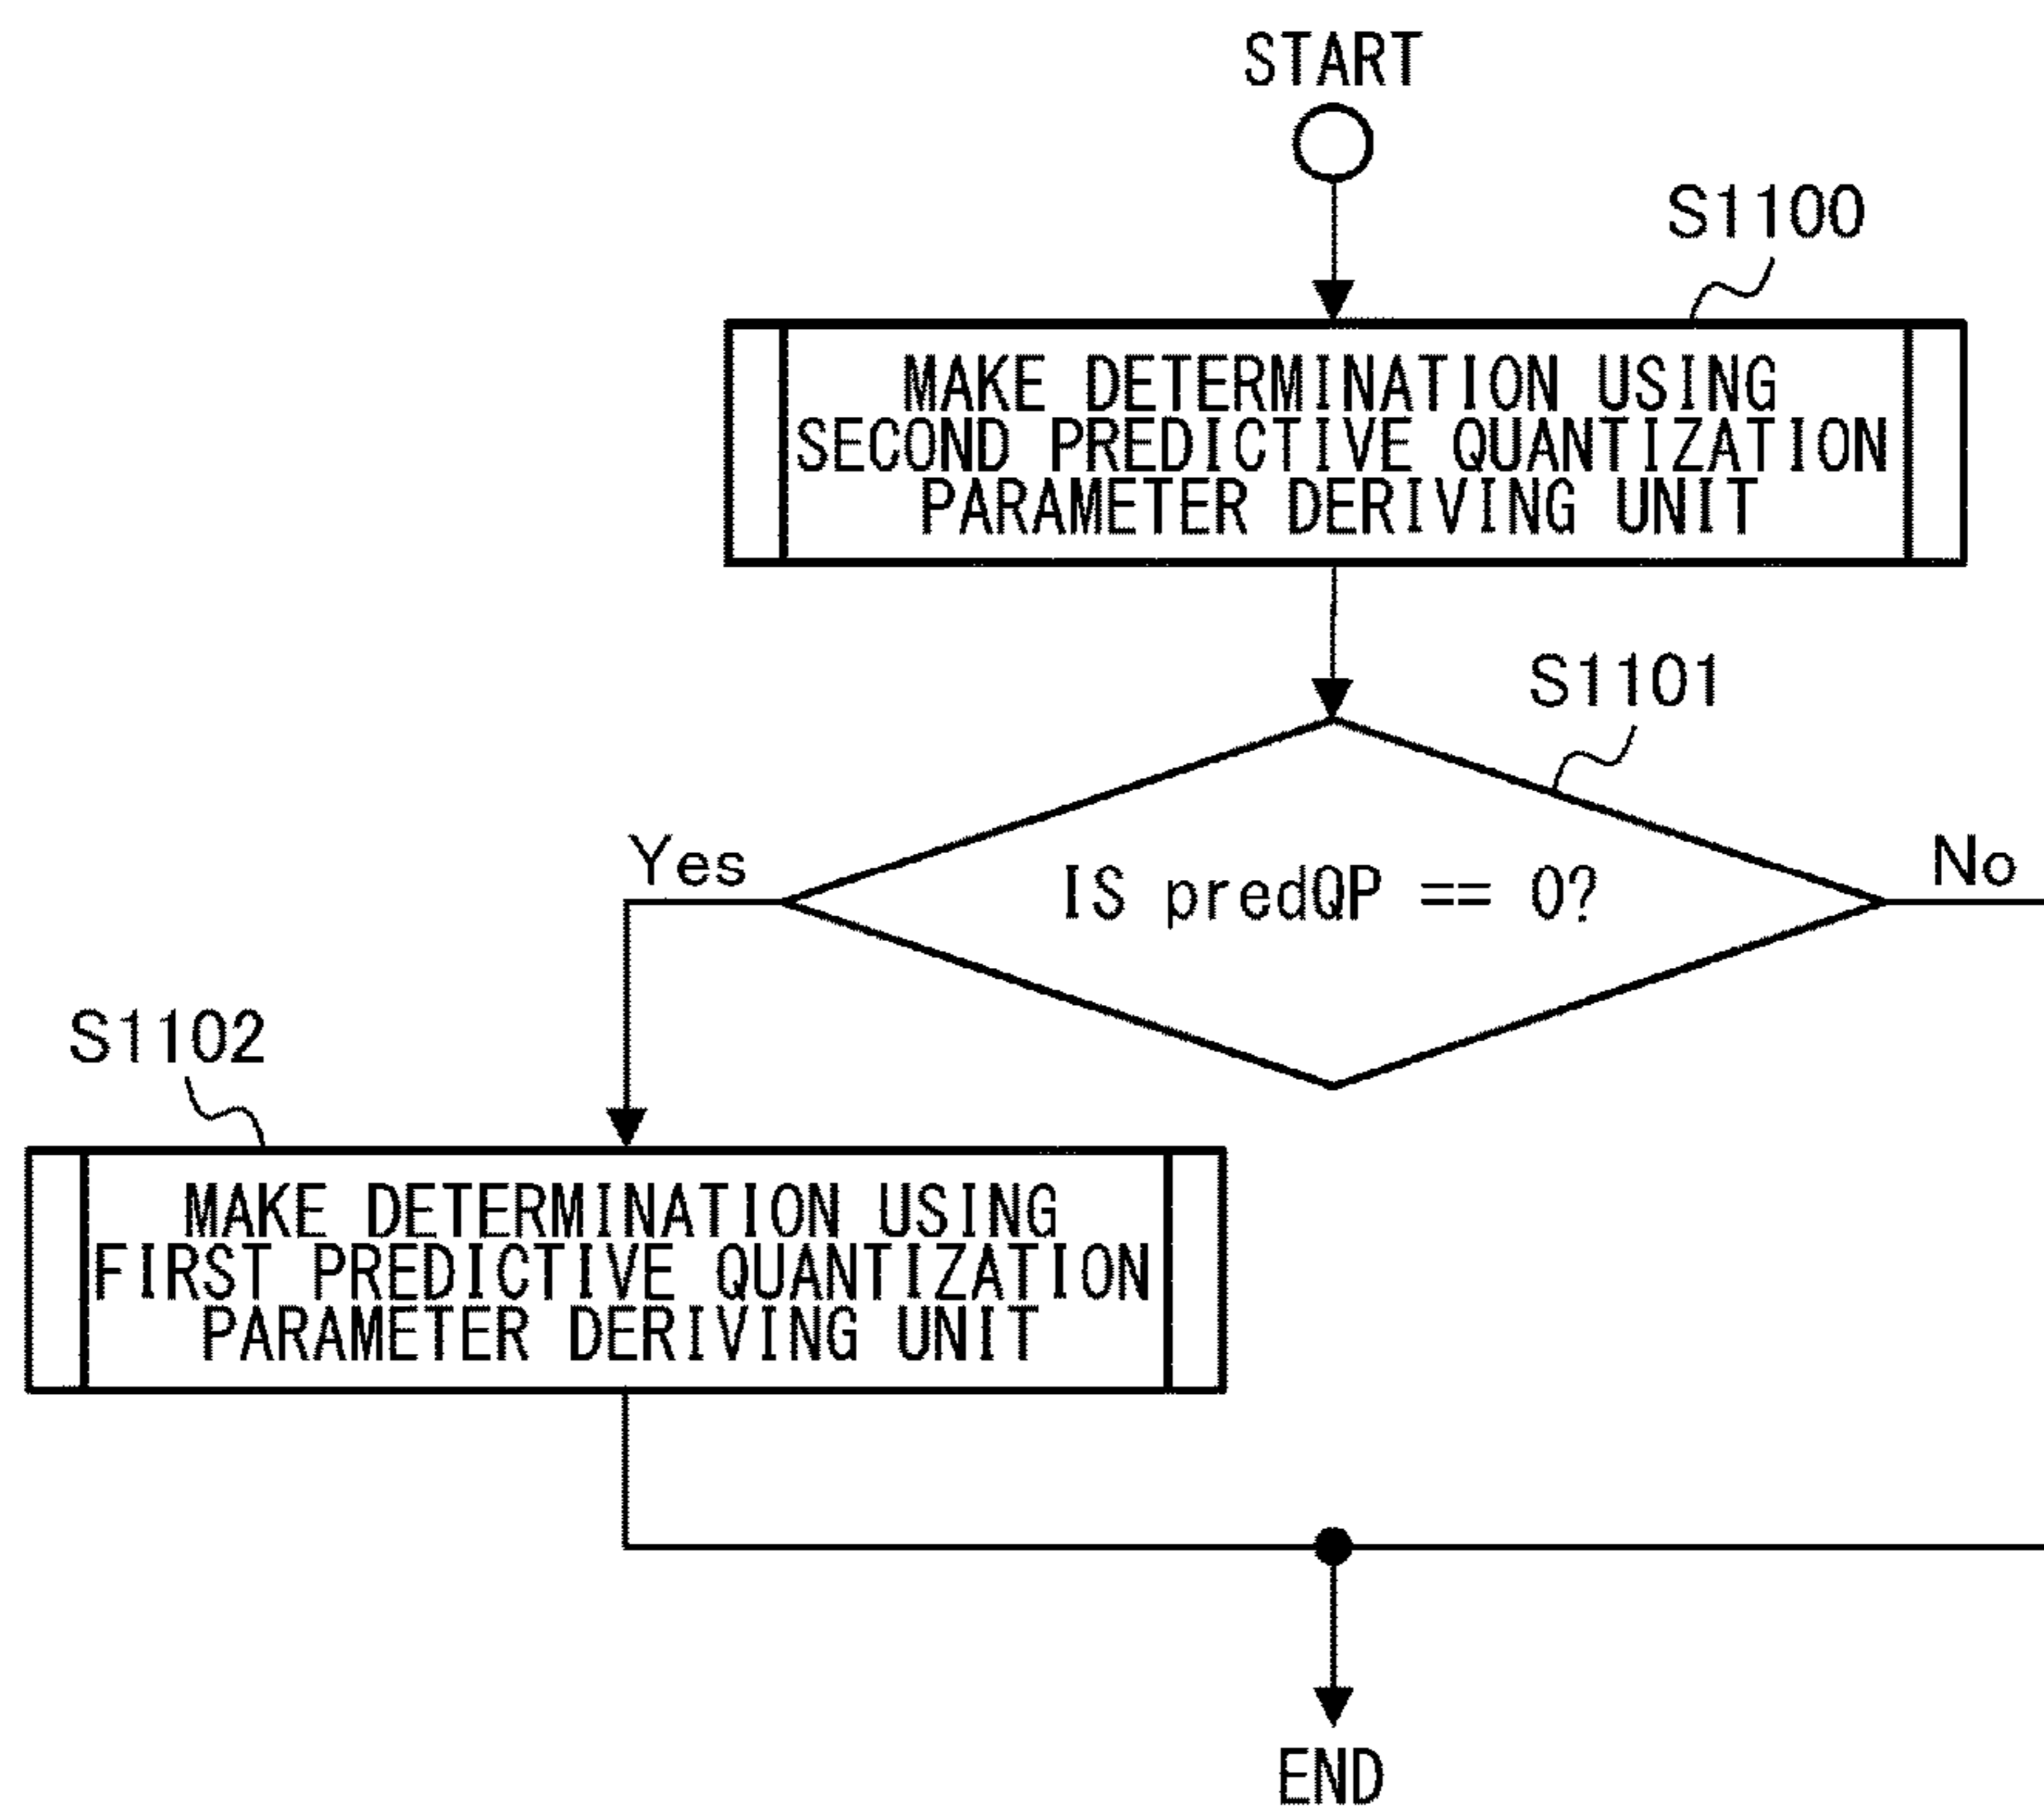 START
S1100
MAKE DETERMINATION USING
SECOND PREDICTIVE QUANTIZATION
PARAMETER DERIVING UNIT
S1101
Yes
IS predQP == 0?
No
S1102
MAKE DETERMINATION USING
FIRST PREDICTIVE QUANTIZATION
PARAMETER DERIVING UNIT
END